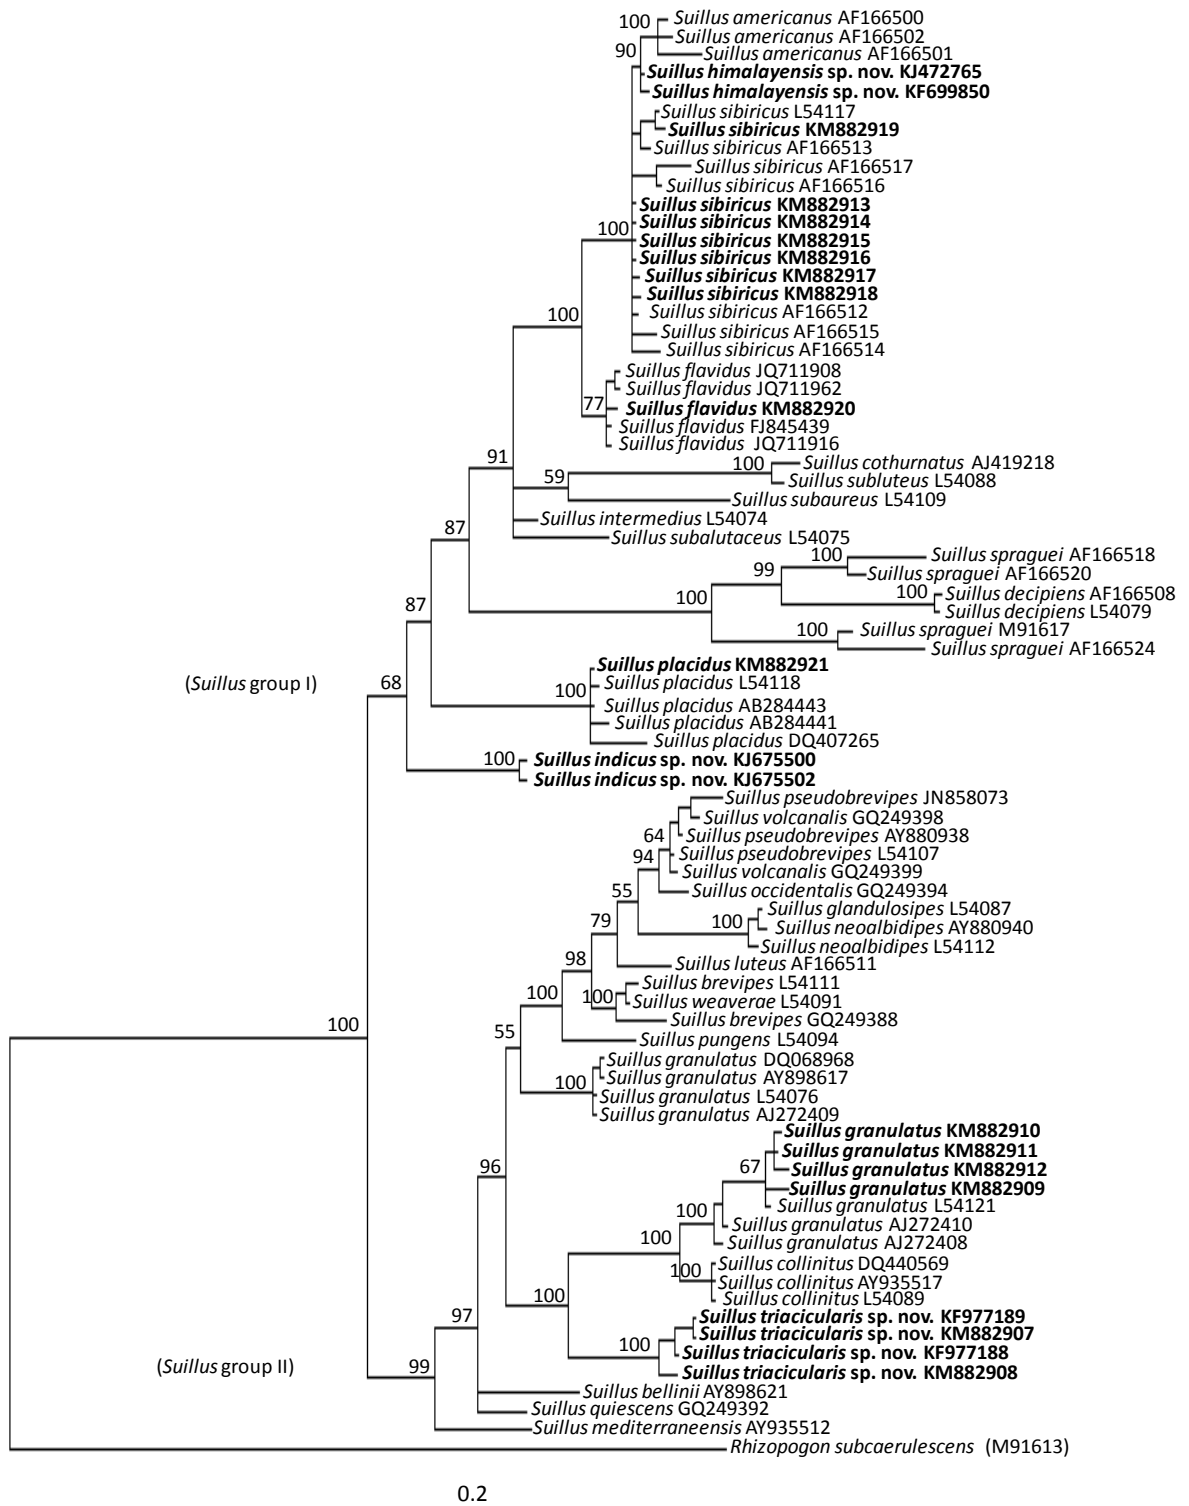 100 Suillus americanus AF166500
Suillus americanus AF166502
90 Suillus americanus AF166501
Suillus himalayensis sp. nov. KJ472765
Suillus himalayensis sp. nov. KF699850
Suillus sibiricus L54117
Suillus sibiricus KM882919
Suillus sibiricus AF166513
Suillus sibiricus AF166517
Suillus sibiricus AF166516
Suillus sibiricus KM882913
Suillus sibiricus KM882914
100 Suillus sibiricus KM882915
Suillus sibiricus KM882916
Suillus sibiricus KM882917
Suillus sibiricus KM882918
100 Suillus sibiricus AF166512
Suillus sibiricus AF166515
Suillus sibiricus AF166514
Suillus flavidus JQ711908
Suillus flavidus JQ711962
77 Suillus flavidus KM882920
Suillus flavidus FJ845439
Suillus flavidus JQ711916
91 100 Suillus cothurnatus AJ419218
59 Suillus subluteus L54088
Suillus subaureus L54109
Suillus intermedius L54074
87 Suillus subalutaceus L54075
100 Suillus spraguei AF166518
99 Suillus spraguei AF166520
100 Suillus decipiens AF166508
87 100 Suillus decipiens L54079
100 Suillus spraguei M91617
Suillus spraguei AF166524
Suillus placidus KM882921
(Suillus group I) 68 100 Suillus placidus L54118
Suillus placidus AB284443
Suillus placidus AB284441
Suillus placidus DQ407265
100 Suillus indicus sp. nov. KJ675500
Suillus indicus sp. nov. KJ675502
Suillus pseudobrevipes JN858073
Suillus volcanalis GQ249398
64 Suillus pseudobrevipes AY880938
94 Suillus pseudobrevipes L54107
Suillus volcanalis GQ249399
55 Suillus occidentalis GQ249394
Suillus glandulosipes L54087
79 100 Suillus neoalbidipes AY880940
Suillus neoalbidipes L54112
98 Suillus luteus AF166511
Suillus brevipes L54111
100 100 Suillus weaverae L54091
Suillus brevipes GQ249388
100 55 Suillus pungens L54094
Suillus granulatus DQ068968
100 Suillus granulatus AY898617
Suillus granulatus L54076
Suillus granulatus AJ272409
Suillus granulatus KM882910
Suillus granulatus KM882911
96 67 Suillus granulatus KM882912
Suillus granulatus KM882909
100 Suillus granulatus L54121
Suillus granulatus AJ272410
100 Suillus granulatus AJ272408
100 Suillus collinitus DQ440569
Suillus collinitus AY935517
100 Suillus collinitus L54089
97 Suillus triacicularis sp. nov. KF977189
Suillus triacicularis sp. nov. KM882907
100 Suillus triacicularis sp. nov. KF977188
(Suillus group II) 99 Suillus triacicularis sp. nov. KM882908
Suillus bellinii AY898621
Suillus quiescens GQ249392
Suillus mediterraneensis AY935512
Rhizopogon subcaerulescens (M91613)
0.2